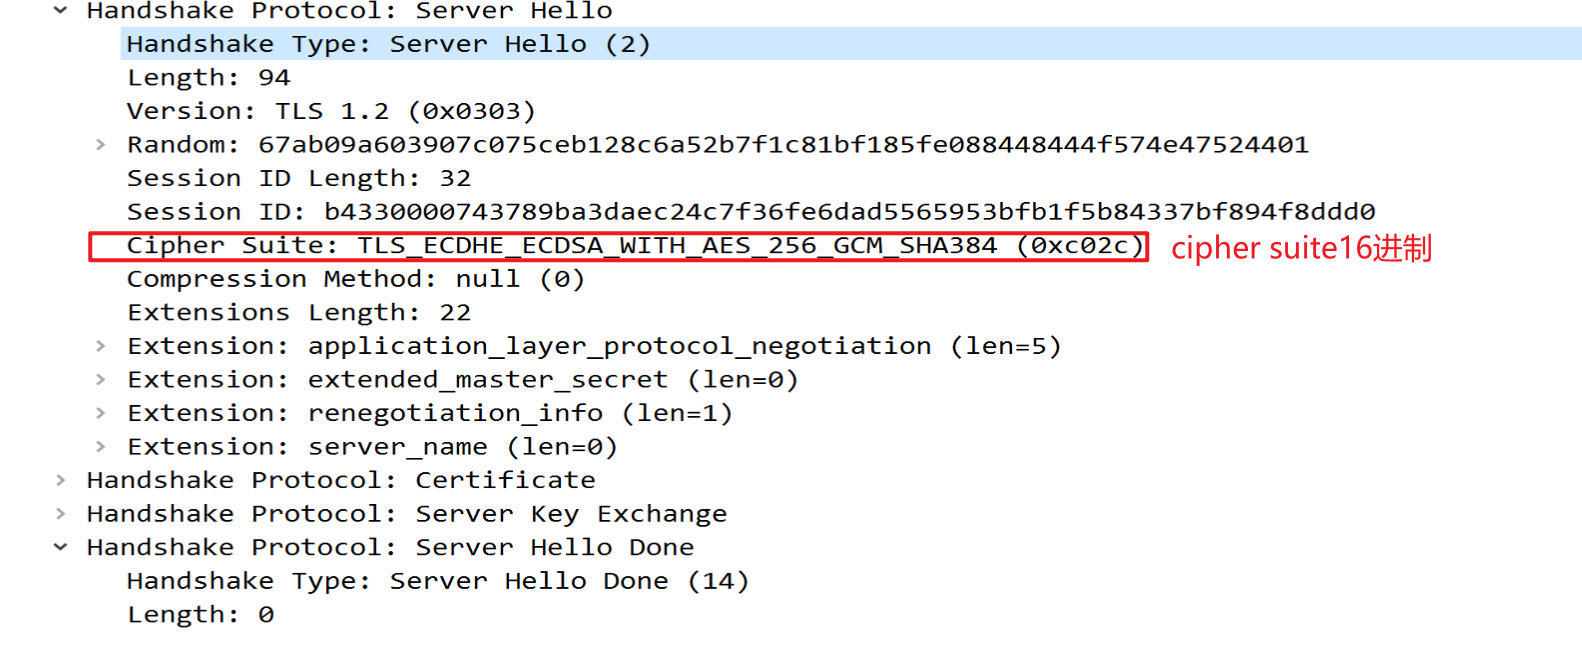 Handshake Protocol: Server Hello
Handshake Type: Server Hello (2)
Length: 94
Version: TLS 1.2 (0x0303)
Random: 67ab09a603907c075ceb128c6a52b7f1c81bf185fe088448444f574e47524401
Session ID Length: 32
Session ID: b4330000743789ba3daec24c7f36fe6dad5565953bfb1f5b84337bf894f8ddd0
Cipher Suite: TLS_ECDHE_ECDSA_WITH_AES_256_GCM_SHA384 (0xc02c) cipher suite16进制
Compression Method: null (0)
Extensions Length: 22
Extension: application_layer_protocol_negotiation (len=5)
Extension: extended_master_secret (len=0)
Extension: renegotiation_info (len=1)
Extension: server_name (len=0)
Handshake Protocol: Certificate
Handshake Protocol: Server Key Exchange
Handshake Protocol: Server Hello Done
Handshake Type: Server Hello Done (14)
Length: 0